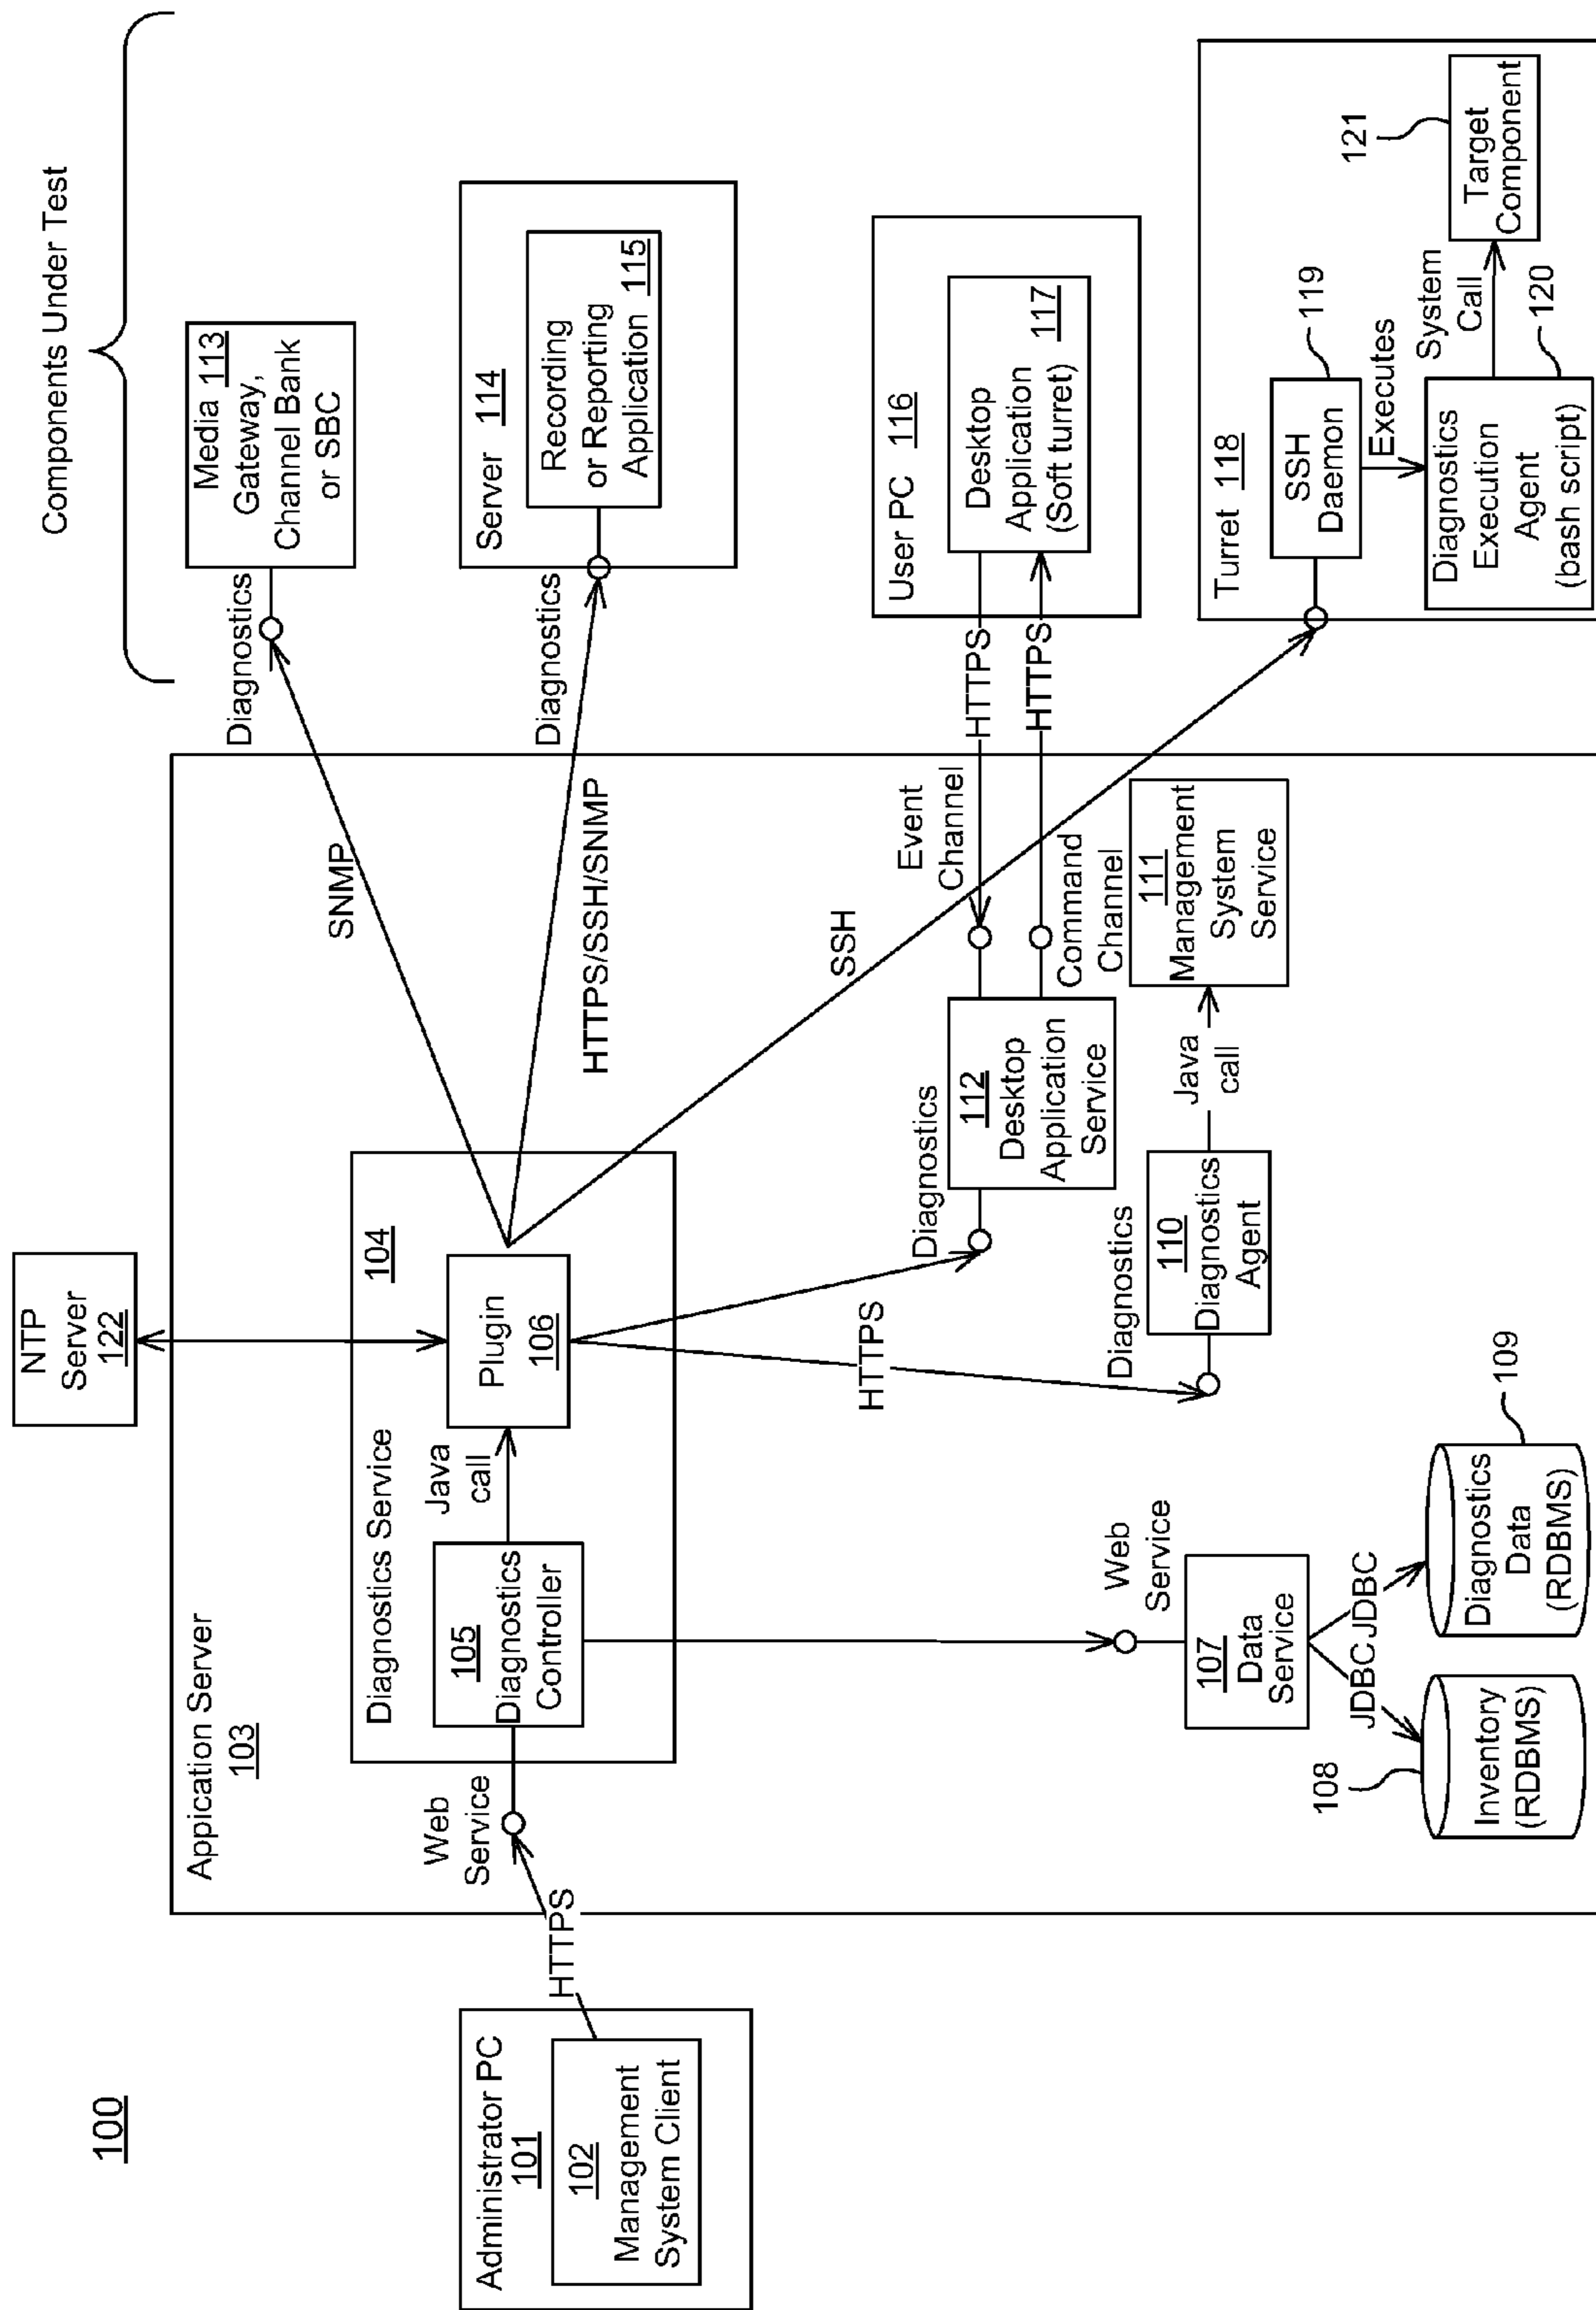 100
Administrator PC
101
102
Management
System Client
HTTPS
Appication Server
103
Web
Service
Diagnostics Service
104
105
Diagnostics
Controller
Java
call
Plugin
106
NTP
Server
122
SNMP
HTTPS/SSH/SNMP
SSH
HTTPS
Web
Service
107
Data
Service
JDBC
JDBC
108
Inventory
(RDBMS)
109
Diagnostics
Data
(RDBMS)
Diagnostics
110
Diagnostics
Agent
Java
call
111
Management
System
Service
Diagnostics
112
Desktop
Application
Service
Event
Channel
Command
Channel
HTTPS
HTTPS
Components Under Test
Diagnostics
Media 113
Gateway,
Channel Bank
or SBC
Diagnostics
Server 114
Recording
or Reporting
Application 115
User PC 116
Desktop
Application
(Soft turret) 117
Turret 118
SSH
Daemon
119
Executes
Diagnostics
Execution
Agent
(bash script)
120
System
Call
Target
Component
121